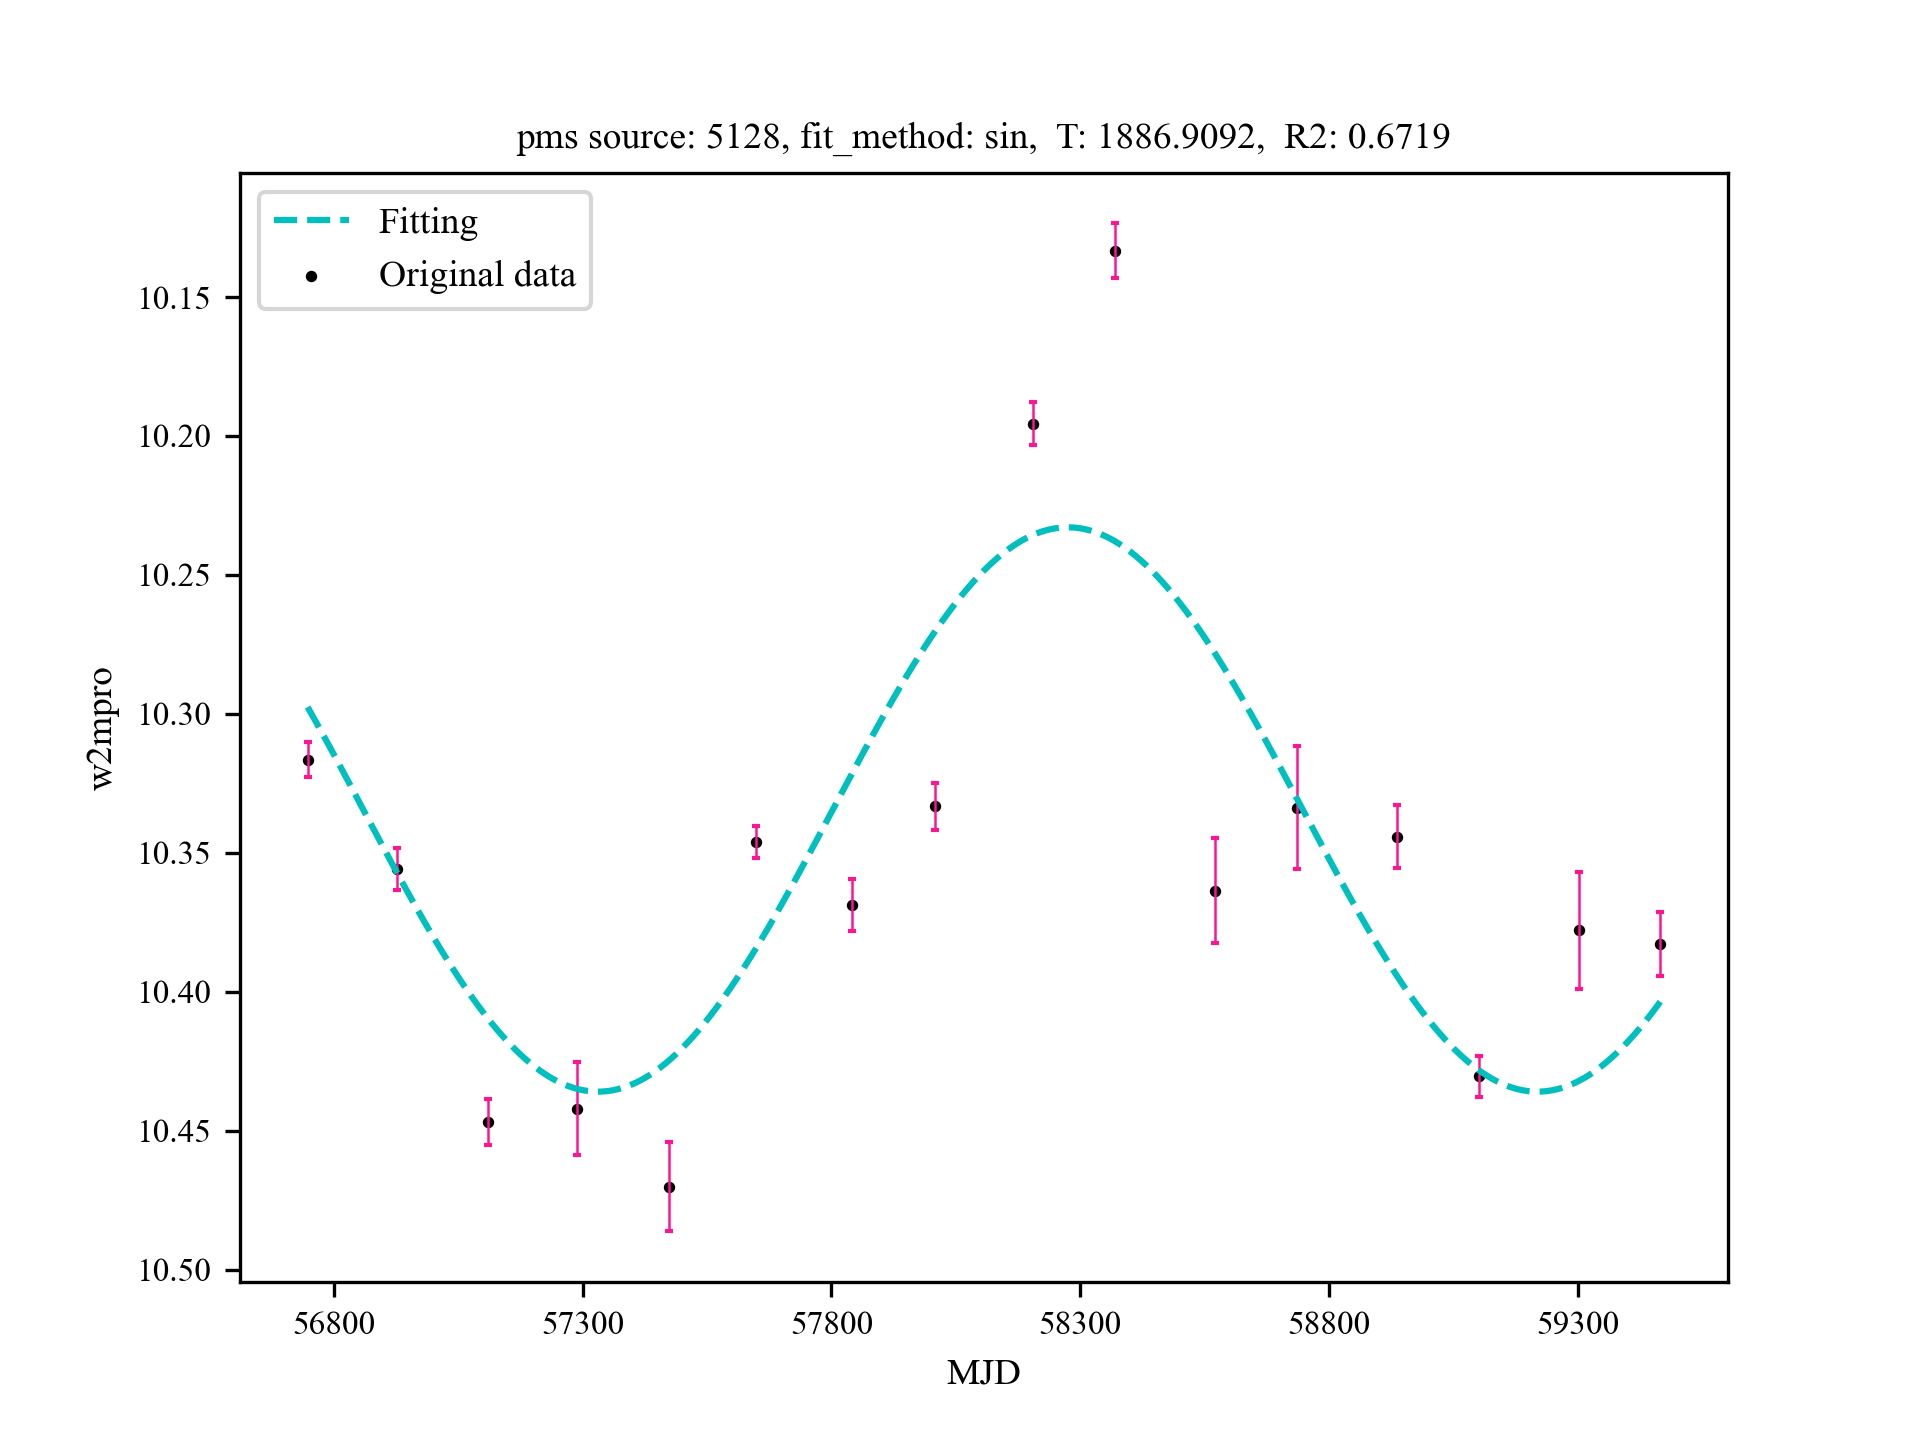 pms source: 5128, fit_method: sin,  T: 1886.9092,  R2: 0.6719
Fitting
Original data
10.15
10.20
10.25
10.30
10.35
10.40
10.45
10.50
w2mpro
56800 57300 57800 58300 58800 59300
MJD